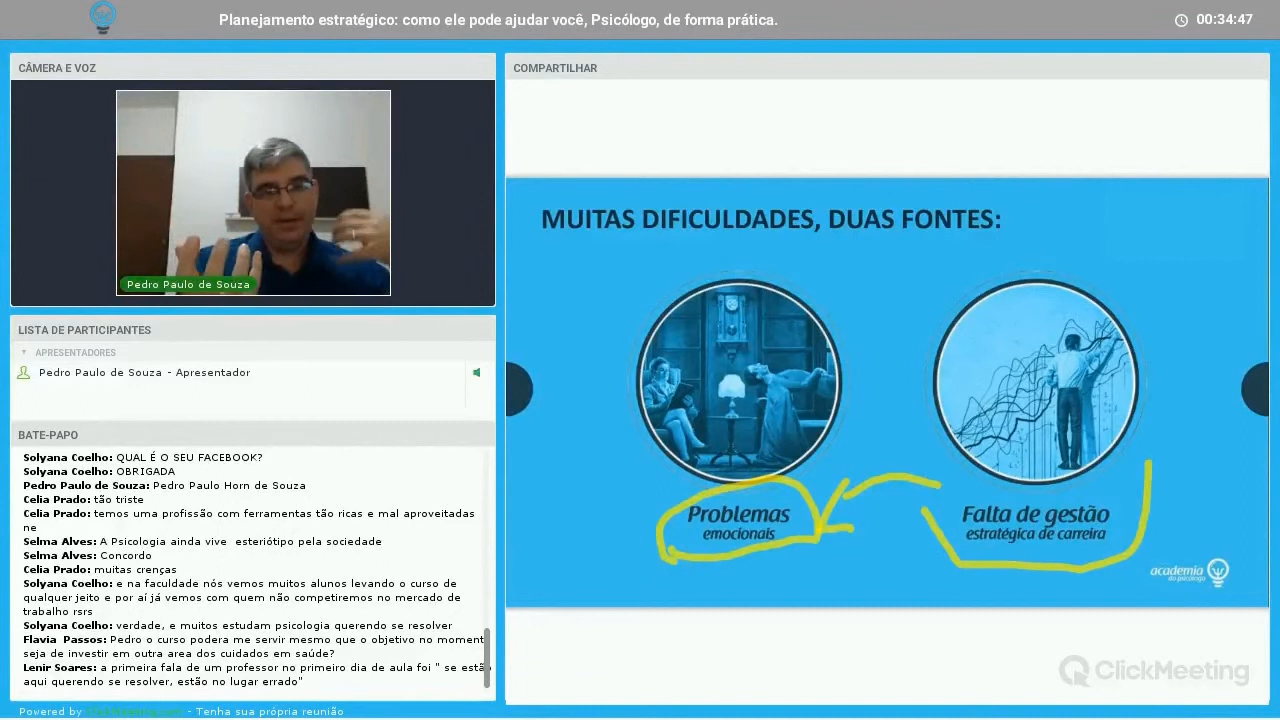 Planejamento estratégico: como ele pode ajudar você, Psicólogo, de forma prática.
00:34:47
CÂMERA E VOZ
Pedro Paulo de Souza
LISTA DE PARTICIPANTES
APRESENTADORES
Pedro Paulo de Souza - Apresentador
BATE-PAPO
Solyana Coelho: QUAL É O SEU FACEBOOK?
Solyana Coelho: OBRIGADA
Pedro Paulo de Souza: Pedro Paulo Horn de Souza
Celia Prado: tão triste
Celia Prado: temos uma profissão com ferramentas tão ricas e mal aproveitadas
ne
Selma Alves: A Psicologia ainda vive esteriótipo pela sociedade
Selma Alves: Concordo
Celia Prado: muitas crenças
Solyana Coelho: e na faculdade nós vemos muitos alunos levando o curso de
qualquer jeito e por aí já vemos com quem não competiremos no mercado de
trabalho rsrs
Solyana Coelho: verdade, e muitos estudam psicologia querendo se resolver
Flavia Passos: Pedro o curso podera me servir mesmo que o objetivo no moment
seja de investir em outra area dos cuidados em saúde?
Lenir Soares: a primeira fala de um professor no primeiro dia de aula foi " se estão
aqui querendo se resolver, estão no lugar errado"
Powered by - Tenha sua própria reunião
COMPARTILHAR
MUITAS DIFICULDADES, DUAS FONTES:
Problemas
emocionais
Falta de gestão
estratégica de carreira
academia
do psicólogo
ClickMeeting